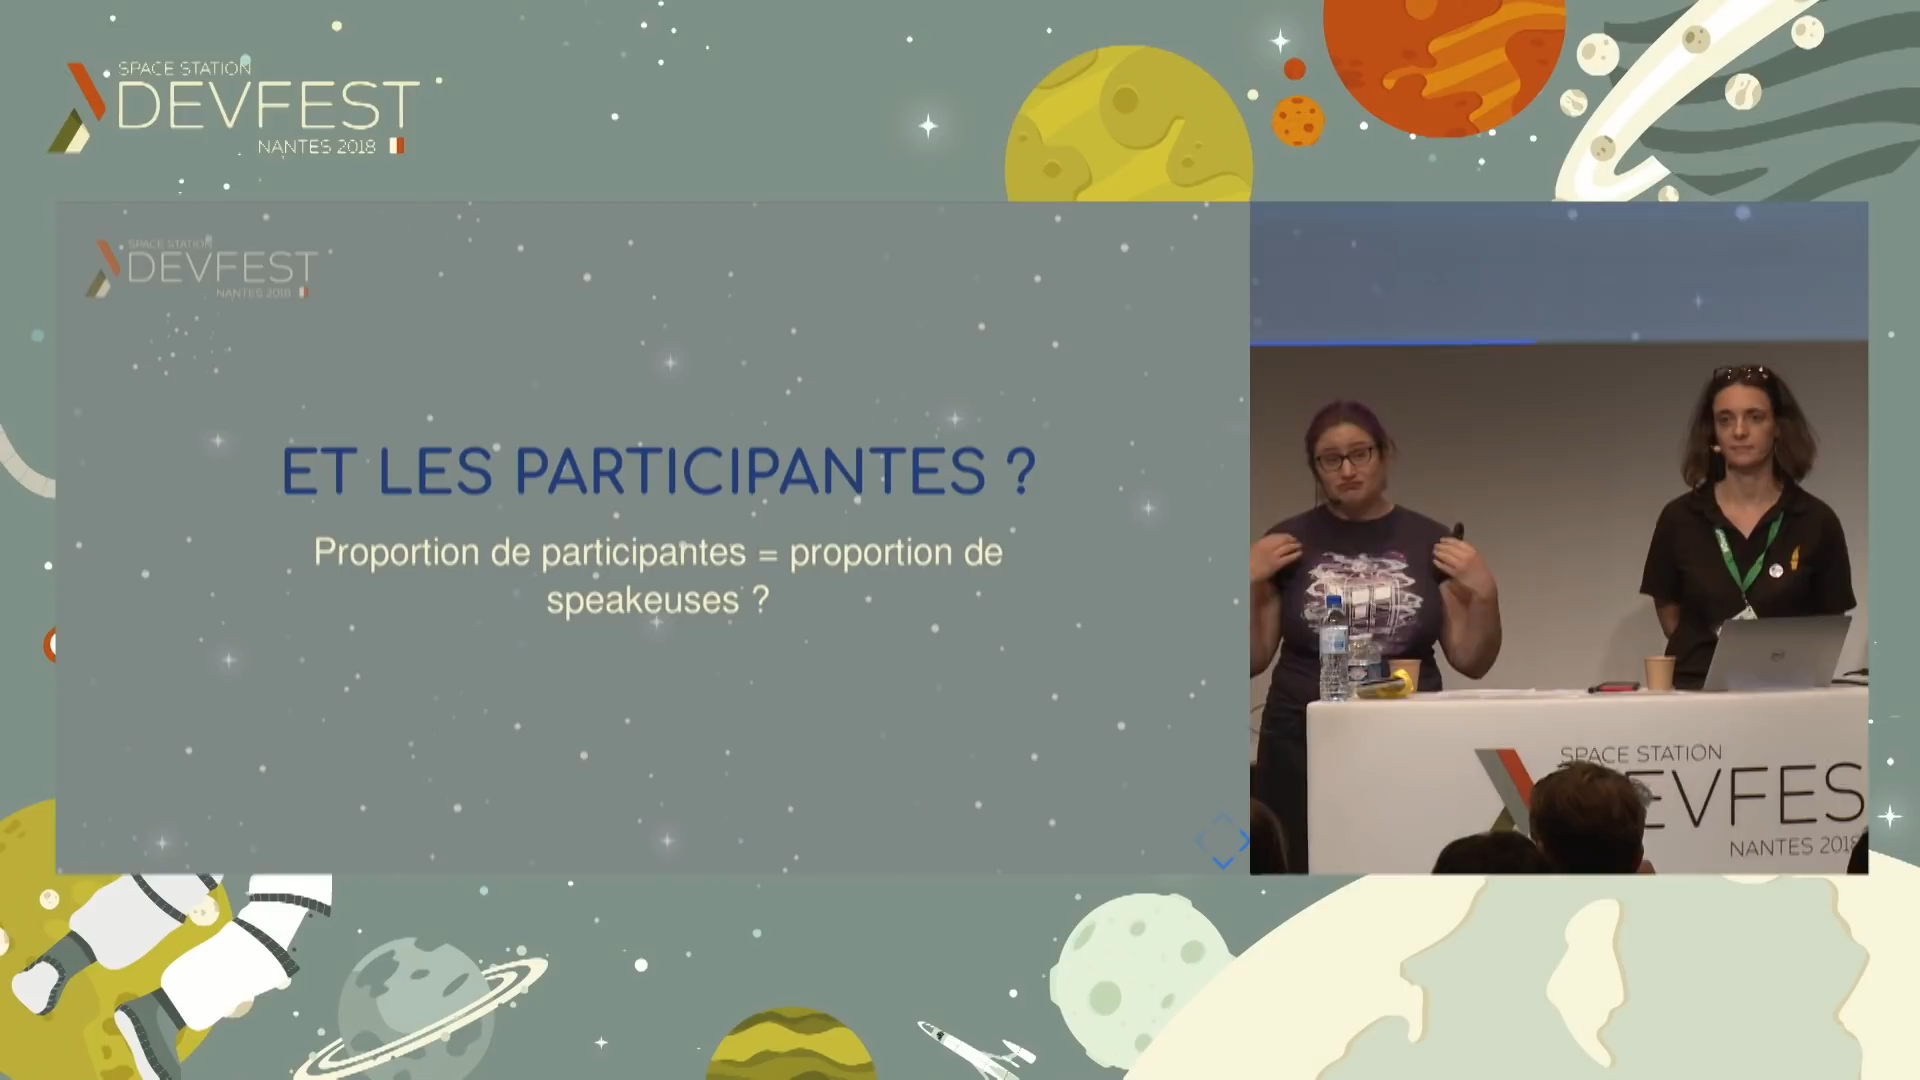 SPACE STATION
DEVFEST
NANTES 2018
SPACE STATION
DEVFEST
NANTES 2018
ET LES PARTICIPANTES ?
Proportion de participantes = proportion de
speakeuses ?
SPACE STATION
EVFES
NANTES 2018